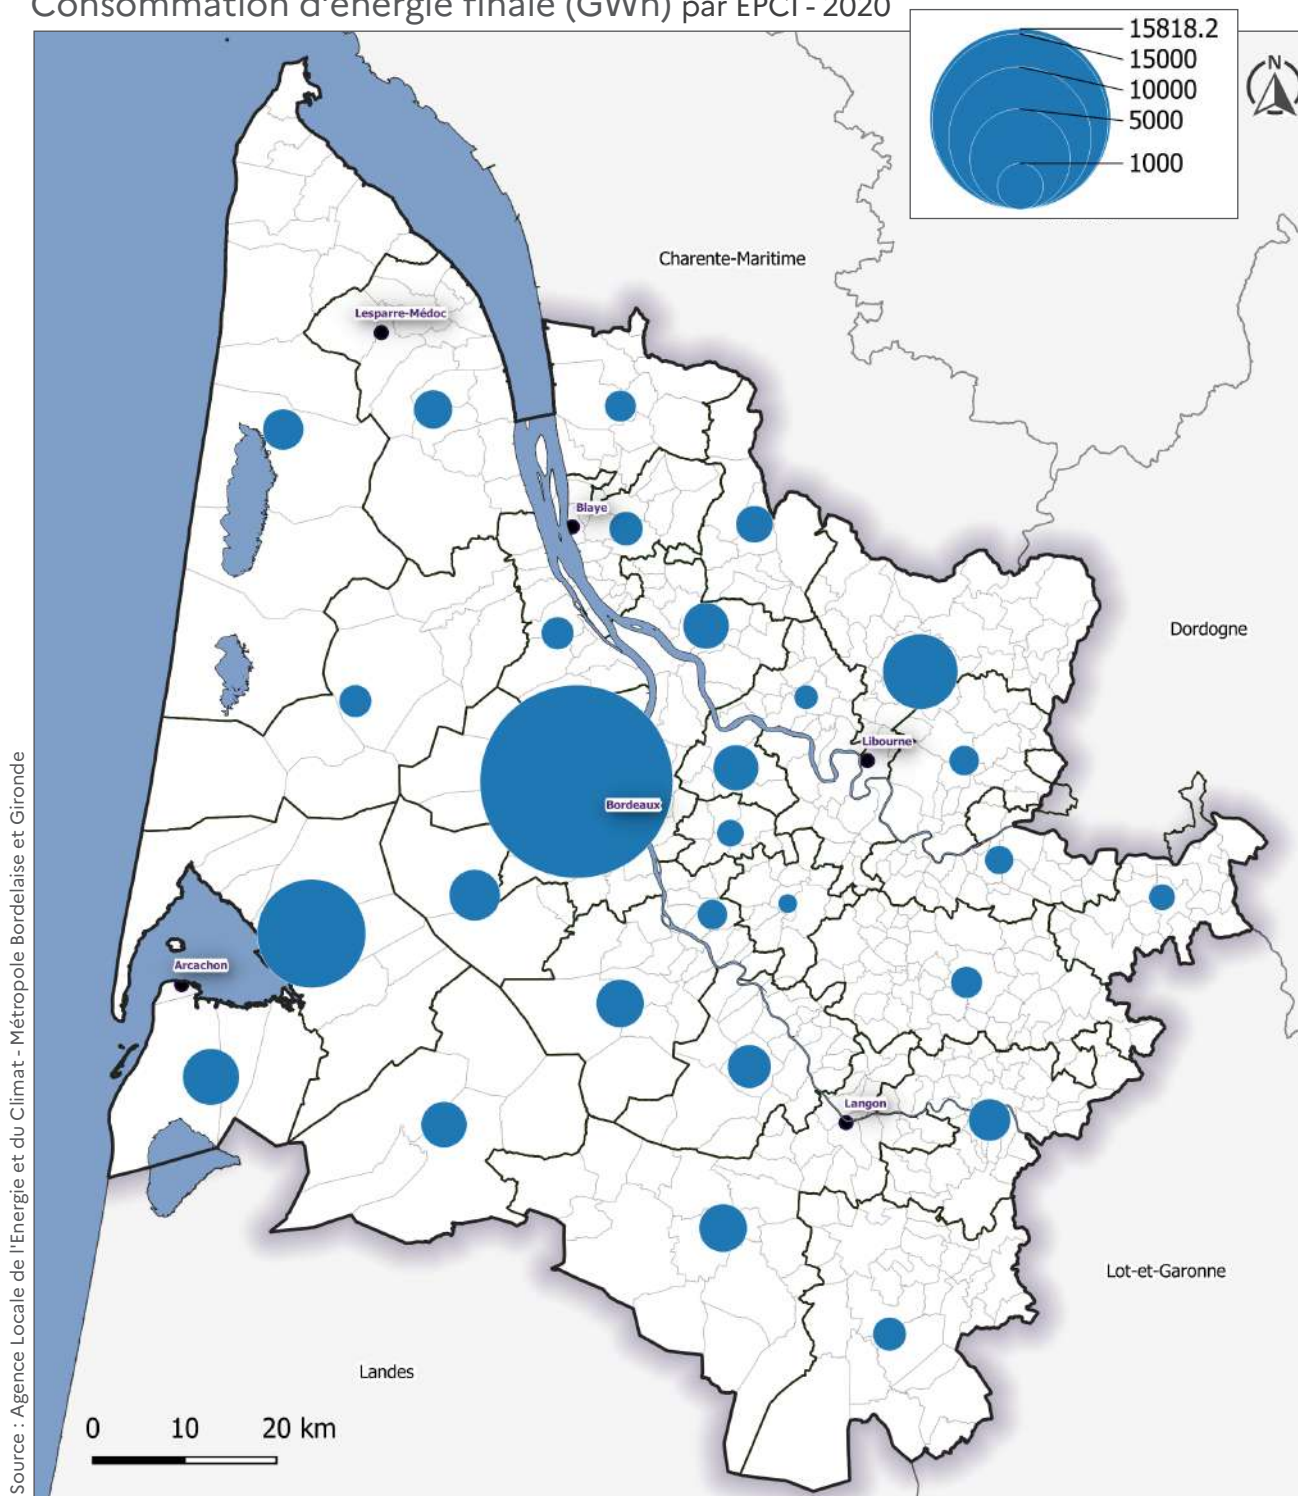 Consommation d'énergie finale (GWh) par EPCI - 2020
15818.2
15000
10000
5000
1000
N
Charente-Maritime
Lesparre-Médoc
Blaye
Dordogne
Libourne
Bordeaux
Arcachon
Langon
Lot-et-Garonne
Landes
0 10 20 km
Source : Agence Locale de l'Energie et du Climat - Métropole Bordelaise et Gironde